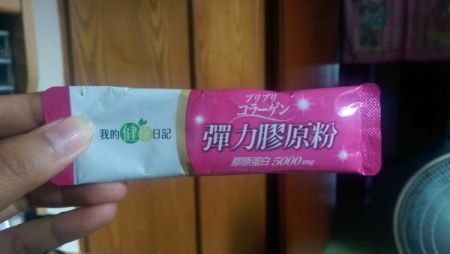 我的健康日記
プリプリ
コラーゲン
彈力膠原粉
膠原蛋白 5000mg